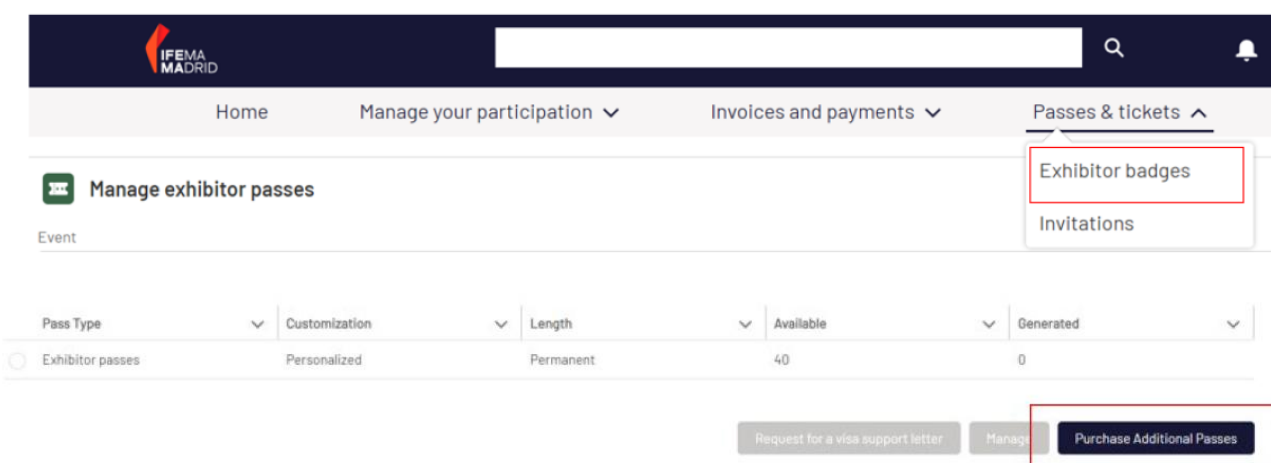 IFEMA
MADRID
Home Manage your participation Invoices and payments Passes & tickets
Exhibitor badges
Invitations
Manage exhibitor passes
Event
Pass Type Customization Length Available Generated
Exhibitor passes Personalized Permanent 40 0
Request for a visa support letter Manage Purchase Additional Passes